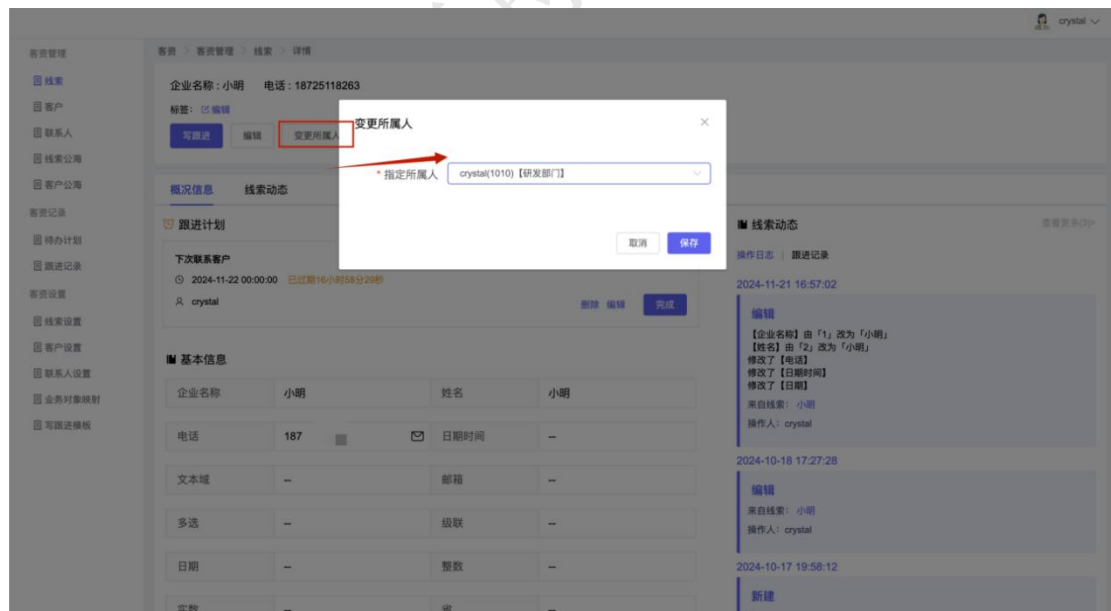 crystal
客资管理
线索
客户
联系人
线索公海
客户公海
客资记录
待办计划
跟进记录
客资设置
线索设置
客户设置
联系人设置
业务对象映射
写跟进模板
客资 > 客资管理 > 线索 > 详情
企业名称：小明 电话：18725118263
标签： 编辑
写跟进 编辑 变更所属人
变更所属人
* 指定所属人 crystal(1010)【研发部门】
取消 保存
概况信息 线索动态
跟进计划
下次联系客户
2024-11-22 00:00:00 已过期16小时58分29秒
crystal
删除 编辑 完成
基本信息
企业名称 小明 姓名 小明
电话 187 日期时间 --
文本域 -- 邮箱 --
多选 -- 级联 --
日期 -- 整数 --
实数 -- 省 --
线索动态 查看更多(3)>
操作日志 | 跟进记录
2024-11-21 16:57:02
编辑
【企业名称】由「1」改为「小明」
【姓名】由「2」改为「小明」
修改了【电话】
修改了【日期时间】
修改了【日期】
来自线索： 小明
操作人：crystal
2024-10-18 17:27:28
编辑
来自线索： 小明
操作人：crystal
2024-10-17 19:58:12
新建